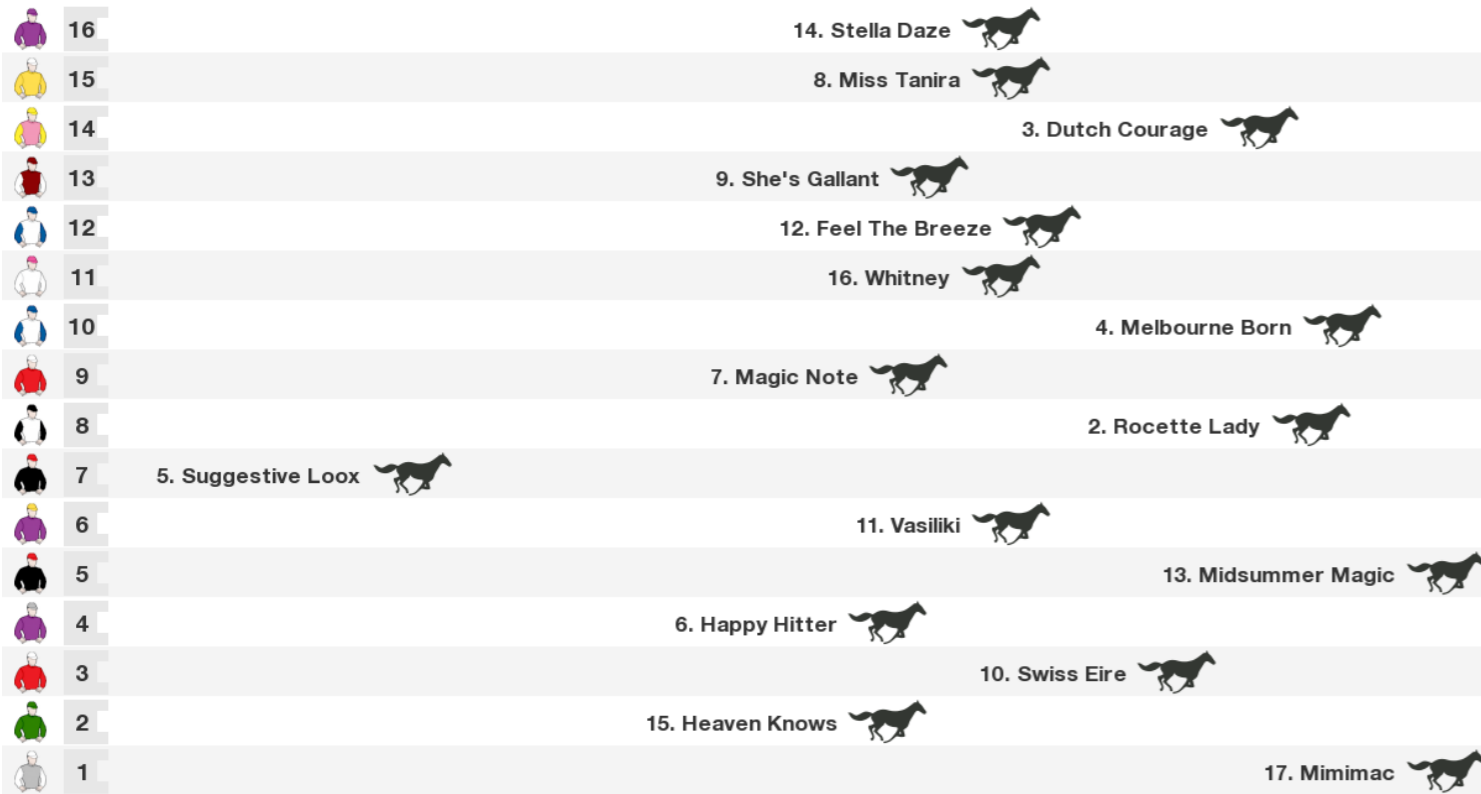 16 14. Stella Daze
15 8. Miss Tanira
14 3. Dutch Courage
13 9. She's Gallant
12 12. Feel The Breeze
11 16. Whitney
10 4. Melbourne Born
9 7. Magic Note
8 2. Rocette Lady
7 5. Suggestive Loox
6 11. Vasiliki
5 13. Midsummer Magic
4 6. Happy Hitter
3 10. Swiss Eire
2 15. Heaven Knows
1 17. Mimimac